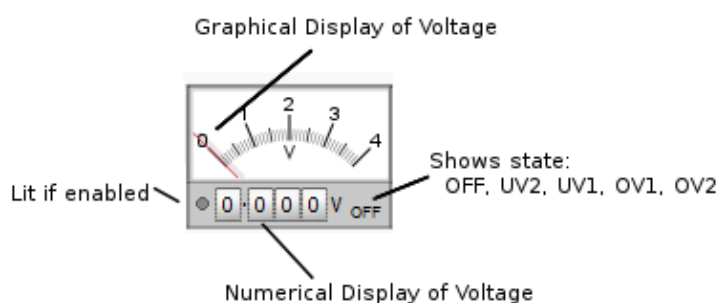 Graphical Display of Voltage
0 1 2 3 4
V
Shows state:
OFF, UV2, UV1, OV1, OV2
Lit if enabled
0.000 V OFF
Numerical Display of Voltage